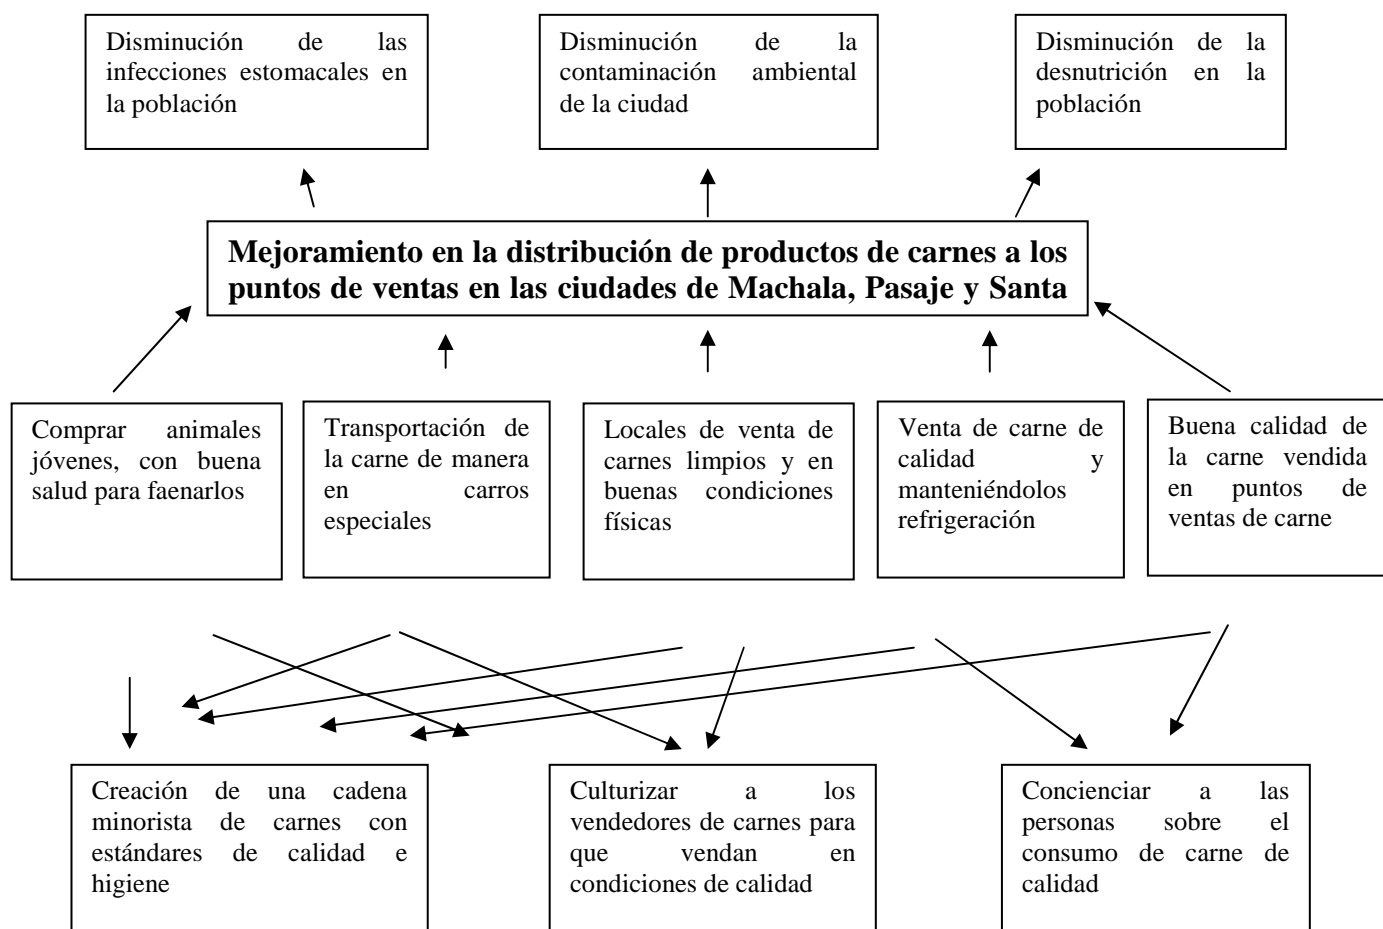 Disminución de las
infecciones estomacales en
la población
Disminución de la
contaminación ambiental
de la ciudad
Disminución de la
desnutrición en la
población
Mejoramiento en la distribución de productos de carnes a los
puntos de ventas en las ciudades de Machala, Pasaje y Santa
Comprar animales
jóvenes, con buena
salud para faenarlos
Transportación de
la carne de manera
en carros
especiales
Locales de venta de
carnes limpios y en
buenas condiciones
físicas
Venta de carne de
calidad y
manteniéndolos
refrigeración
Buena calidad de
la carne vendida
en puntos de
ventas de carne
Creación de una cadena
minorista de carnes con
estándares de calidad e
higiene
Culturizar a los
vendedores de carnes para
que vendan en
condiciones de calidad
Concienciar a las
personas sobre el
consumo de carne de
calidad